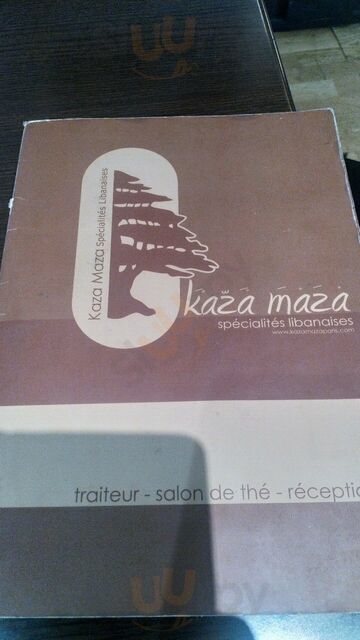 Kaza Maza Spécialités Libanaises
kaza maza
spécialités libanaises
www.kazamazaparis.com
traiteur - salon de thé - réceptio